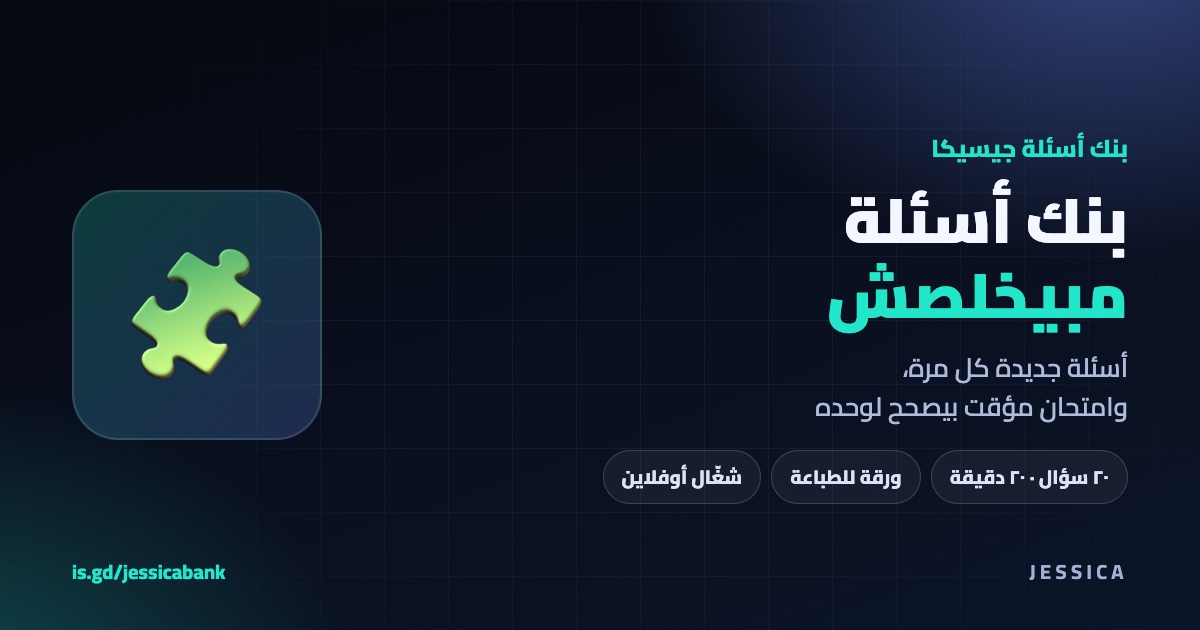 بنك أسئلة جيسيكا
بنك أسئلة
مبيخلصش
أسئلة جديدة كل مرة،
وامتحان مؤقت بيصحح لوحده
٢٠ سؤال · ٢٠ دقيقة
ورقة للطباعة
شغّال أوفلاين
is.gd/jessicabank
JESSICA